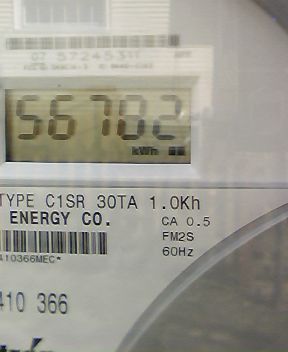 56782
kWh
TYPE C1SR 30TA 1.0Kh
ENERGY CO.
CA 0.5
FM2S
60Hz
410366MEC*
410 366